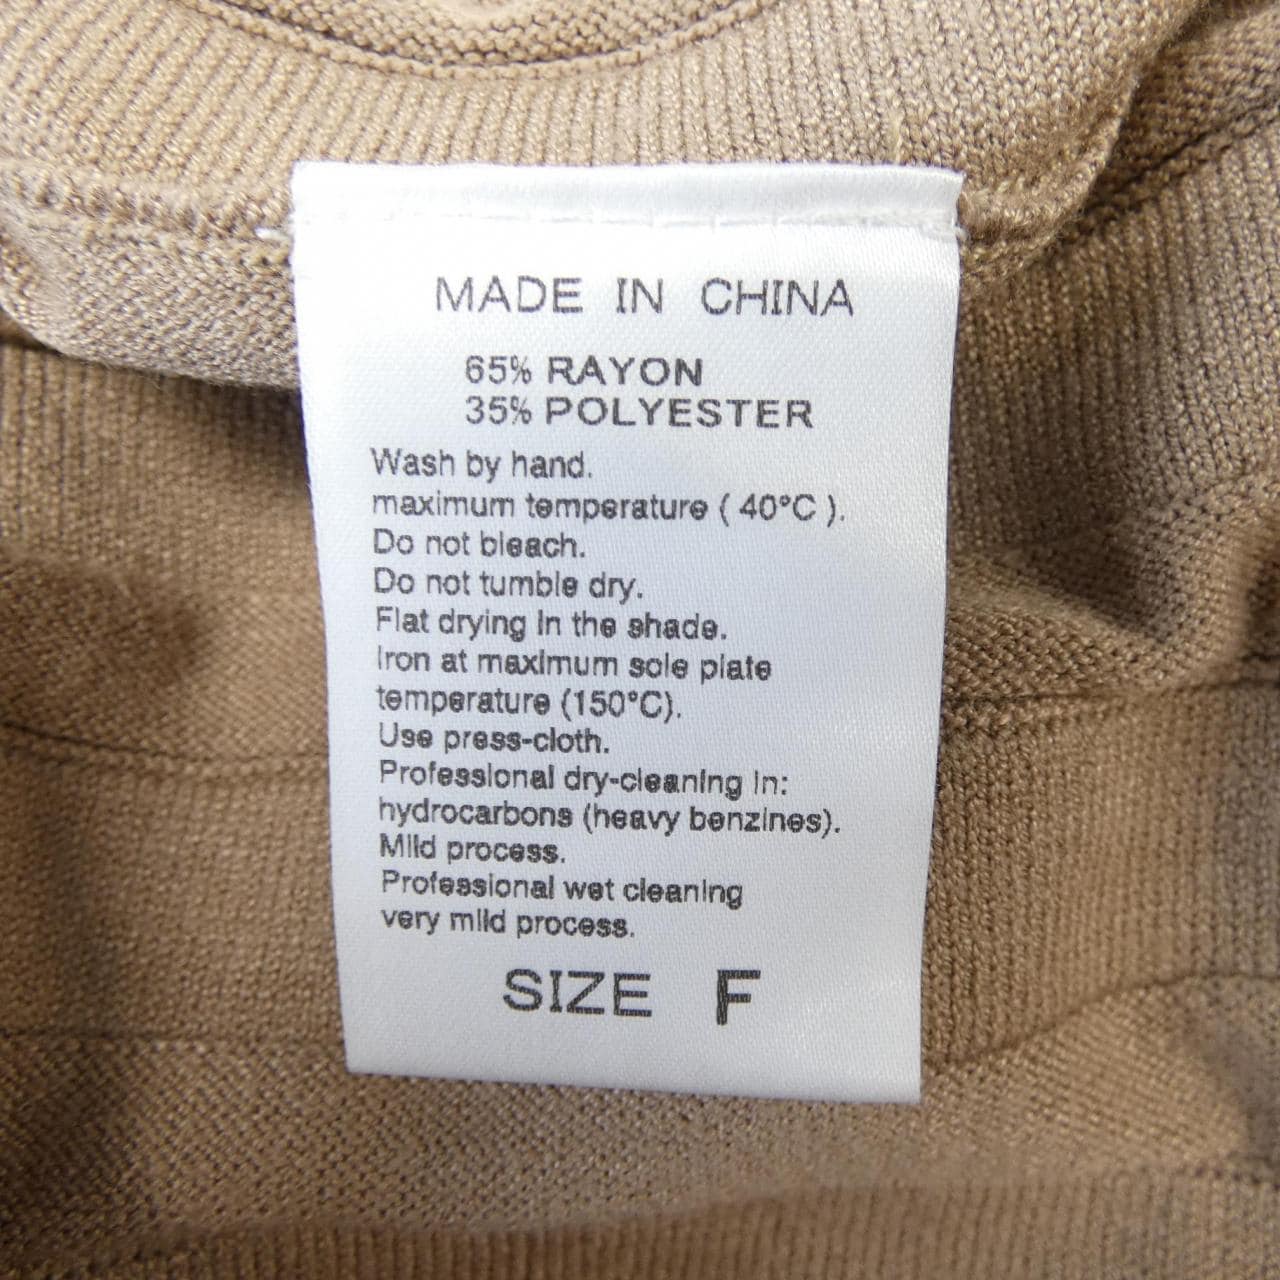 MADE IN CHINA
65% RAYON
35% POLYESTER
Wash by hand.
maximum temperature ( 40°C ).
Do not bleach.
Do not tumble dry.
Flat drying in the shade.
Iron at maximum sole plate
temperature (150°C).
Use press-cloth.
Professional dry-cleaning in:
hydrocarbons (heavy benzines).
Mild process.
Professional wet cleaning
very mild process.
SIZE F